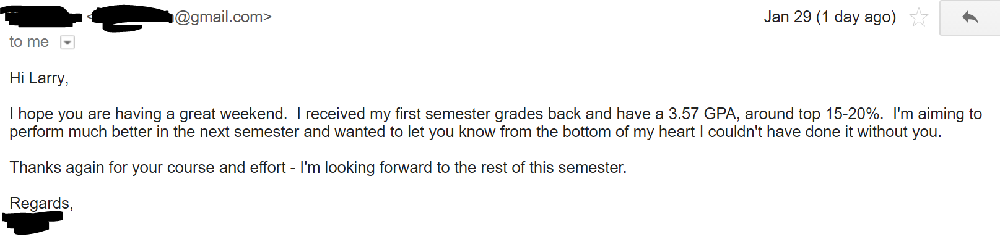 @gmail.com>
Jan 29 (1 day ago)
to me
Hi Larry,
I hope you are having a great weekend.  I received my first semester grades back and have a 3.57 GPA, around top 15-20%.  I'm aiming to
perform much better in the next semester and wanted to let you know from the bottom of my heart I couldn't have done it without you.
Thanks again for your course and effort - I'm looking forward to the rest of this semester.
Regards,